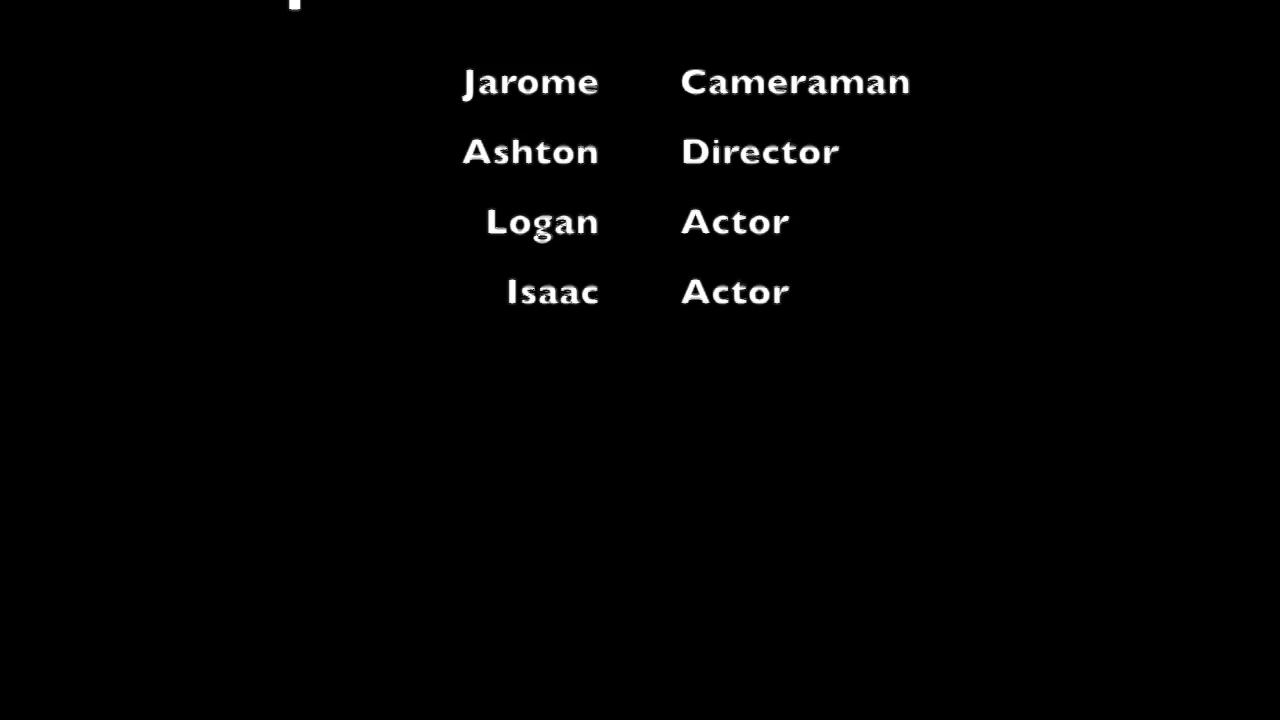 Jarome Cameraman
Ashton Director
Logan Actor
Isaac Actor